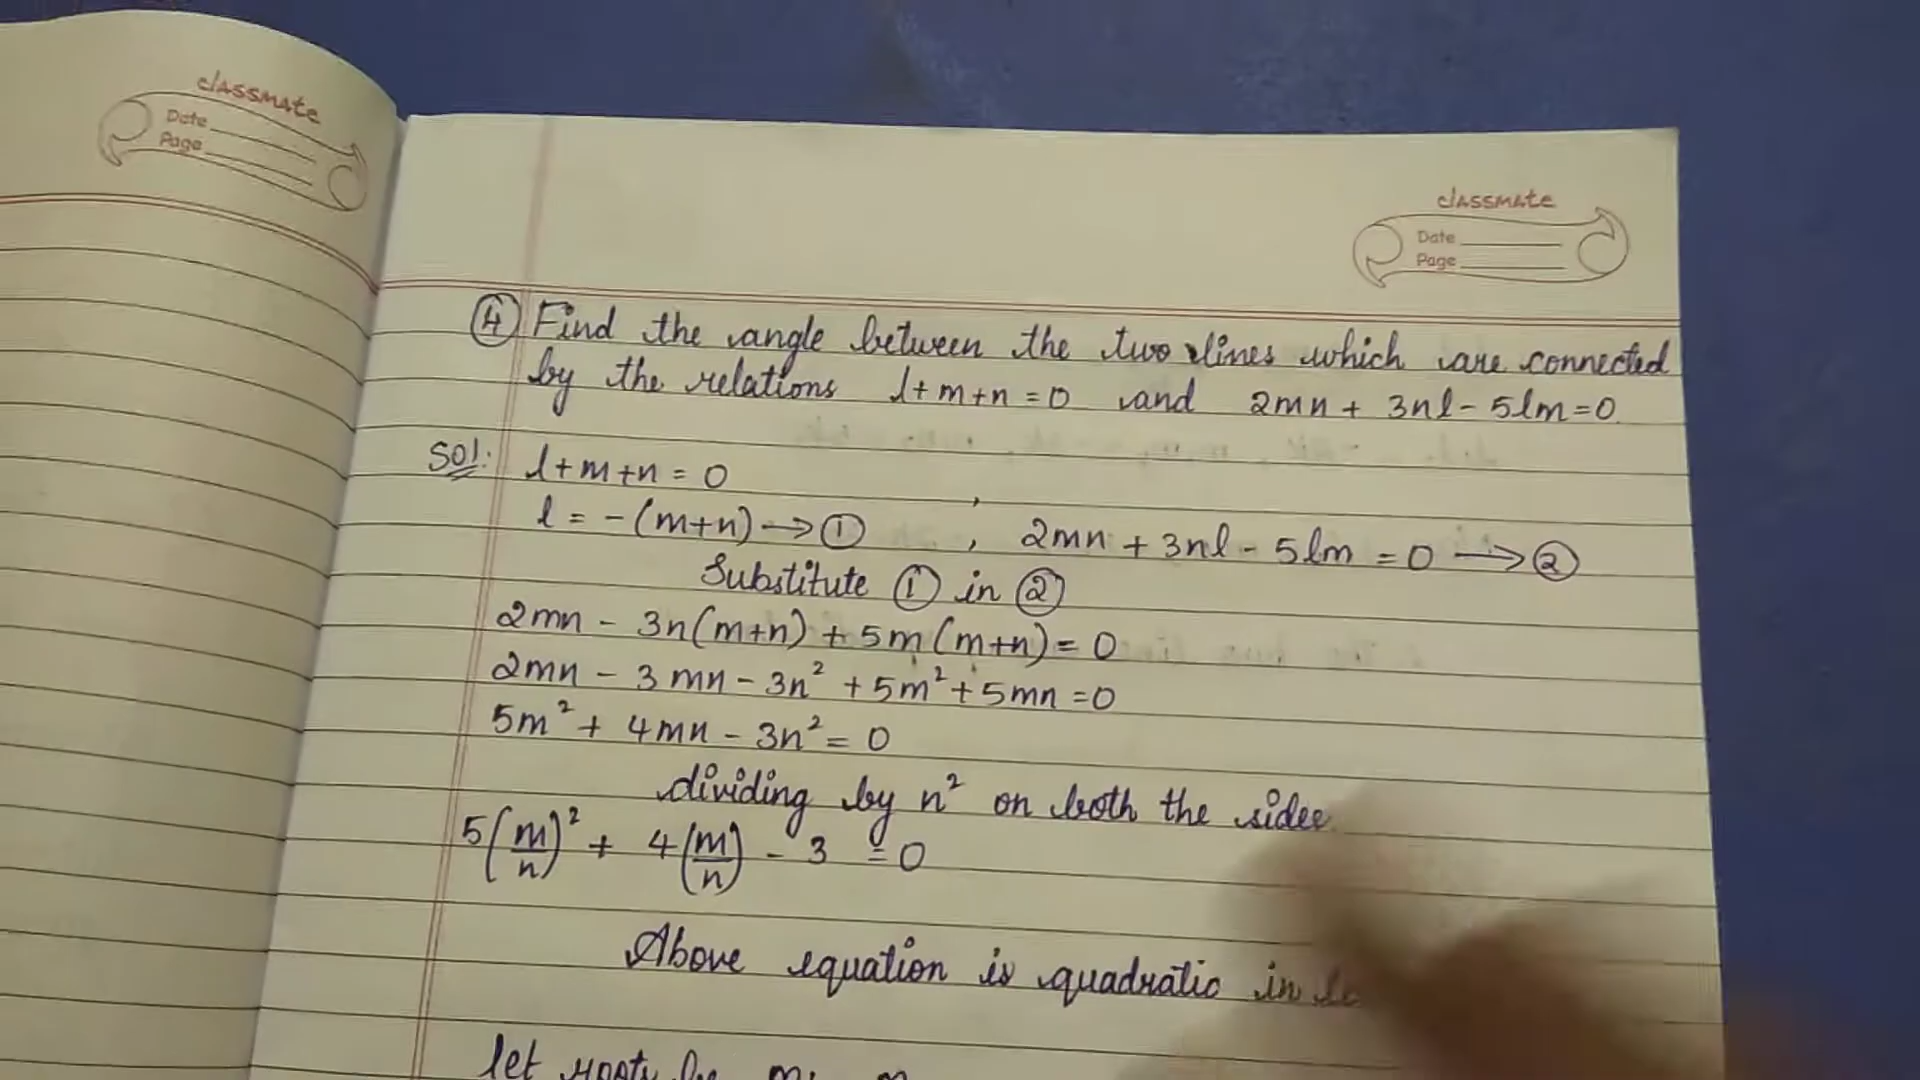 classmate
Date
Page
classmate
Date
Page
④ Find the angle between the two lines which are connected
by the relations l+m+n=0 and 2mn+3nl-5lm=0.
Sol: l+m+n=0
l = -(m+n) → ① , 2mn+3nl-5lm=0 → ②
Substitute ① in ②
2mn - 3n(m+n) + 5m(m+n) = 0
2mn - 3mn - 3n² + 5m² + 5mn = 0
5m² + 4mn - 3n² = 0
dividing by n² on both the sides.
5(m/n)² + 4(m/n) - 3 = 0
Above equation is quadratic in
let roots be